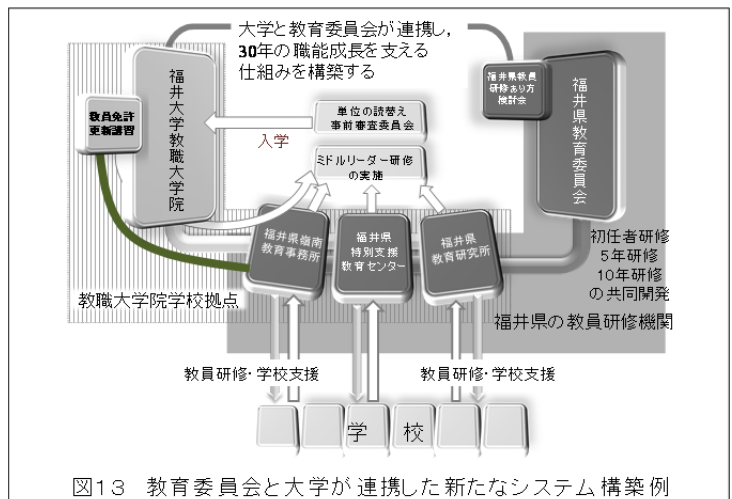 大学と教育委員会が連携し，
30年の職能成長を支える
仕組みを構築する
福井大学教職大学院
教員免許
更新講習
福井県教員
研修あり方
検討会
福井県教育委員会
単位の読替え
事前審査委員会
入学
ミドルリーダー研修
の実施
福井県嶺南
教育事務所
福井県
特別支援
教育センター
福井県
教育研究所
初任者研修
5年研修
10年研修
の共同開発
教職大学院学校拠点
福井県の教員研修機関
教員研修・学校支援
教員研修・学校支援
学校
図13　教育委員会と大学が連携した新たなシステム構築例